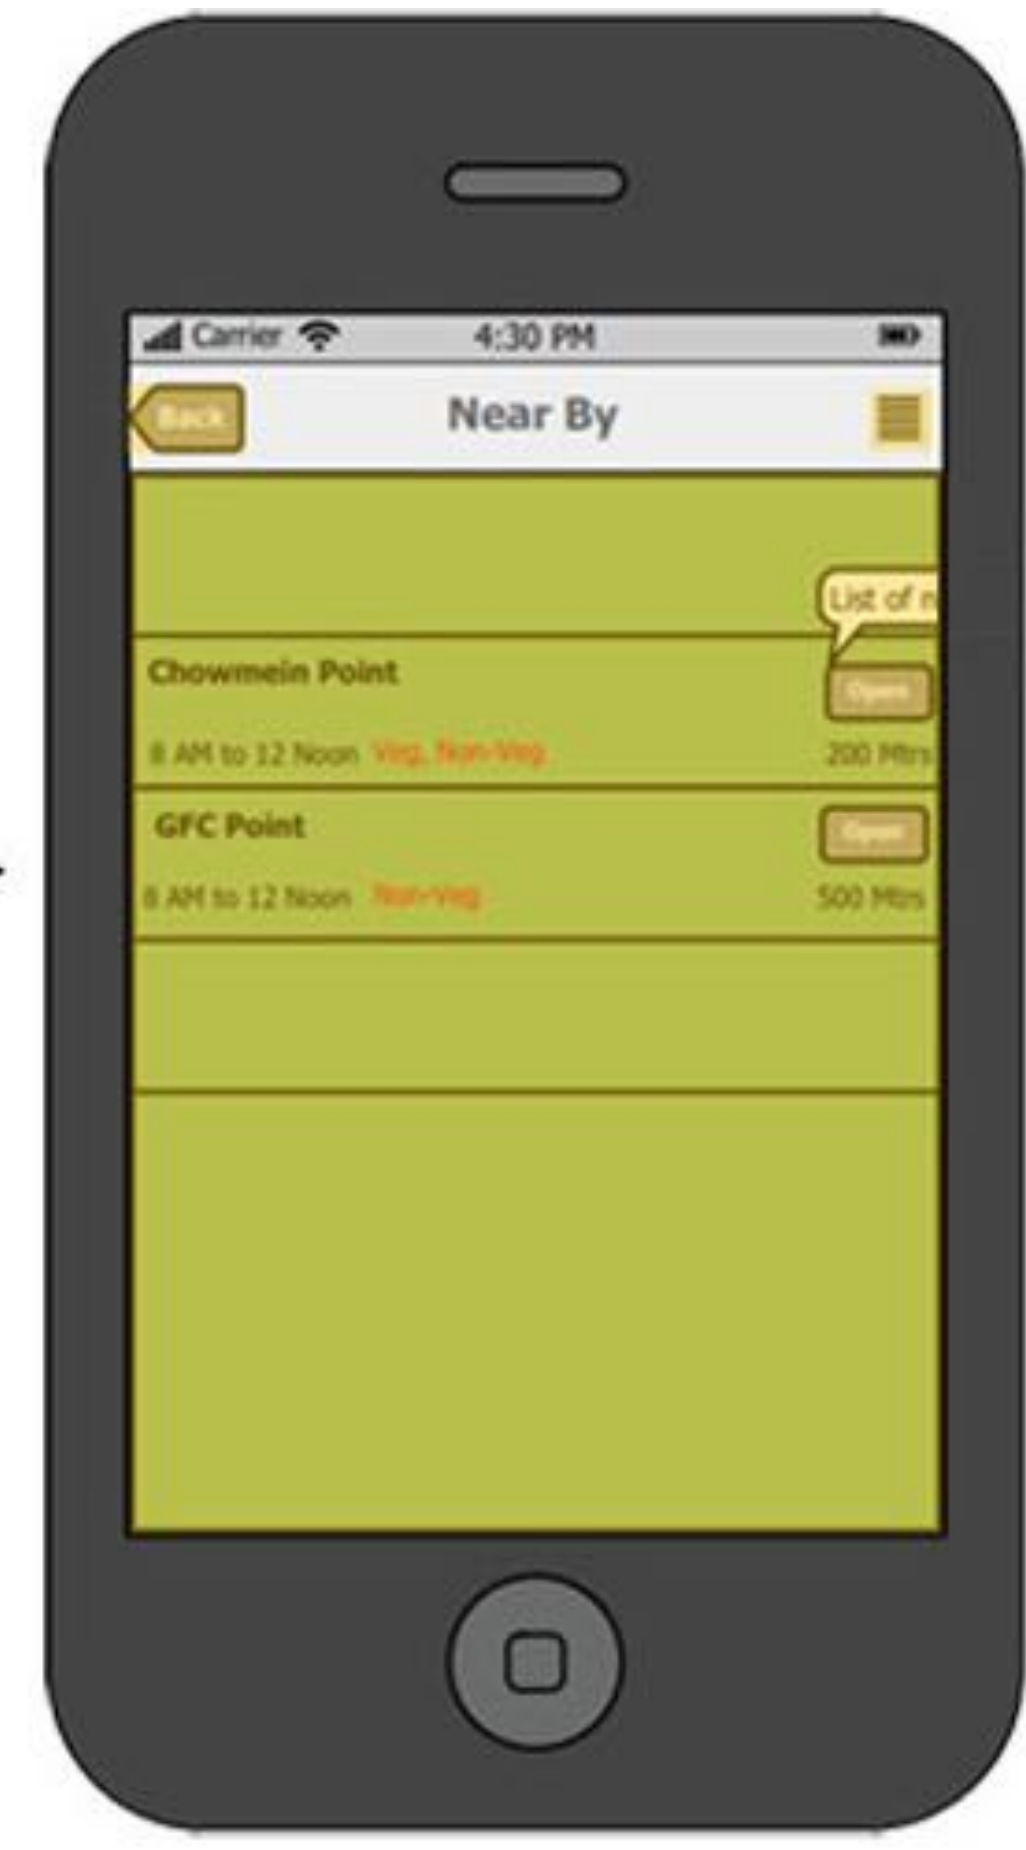 Carrier 4:30 PM
Back Near By
List of n
Chowmein Point Open
8 AM to 12 Noon Veg, Non-Veg 200 Mtrs
GFC Point Open
8 AM to 12 Noon Non-Veg 500 Mtrs